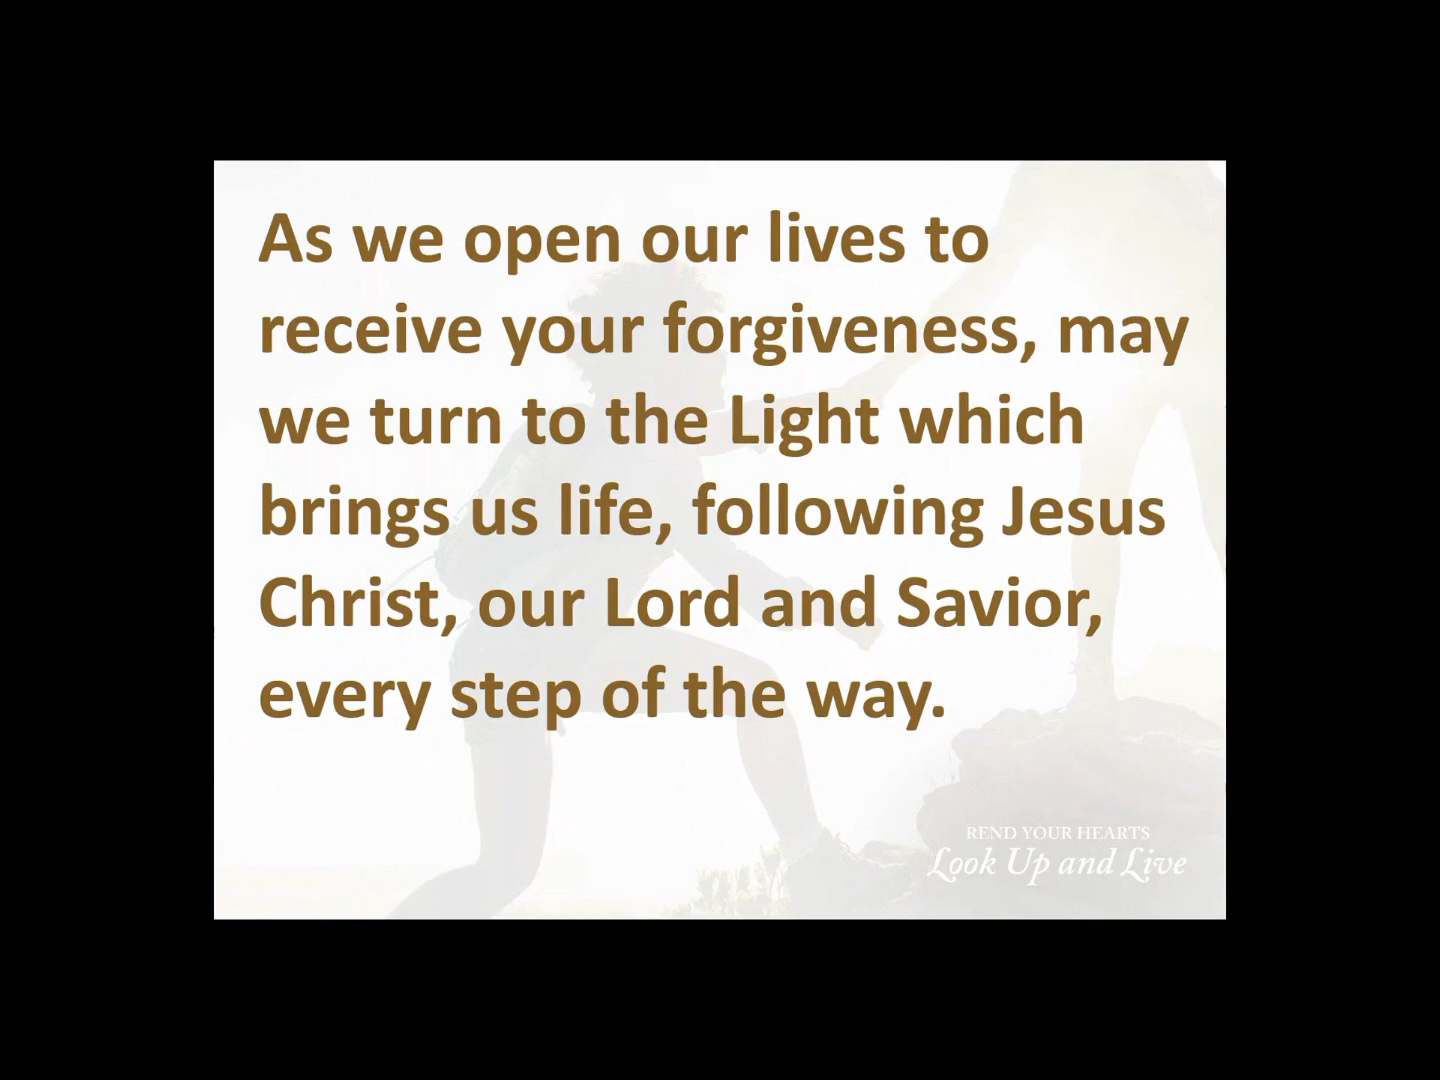 As we open our lives to
receive your forgiveness, may
we turn to the Light which
brings us life, following Jesus
Christ, our Lord and Savior,
every step of the way.
REND YOUR HEARTS
Look Up and Live